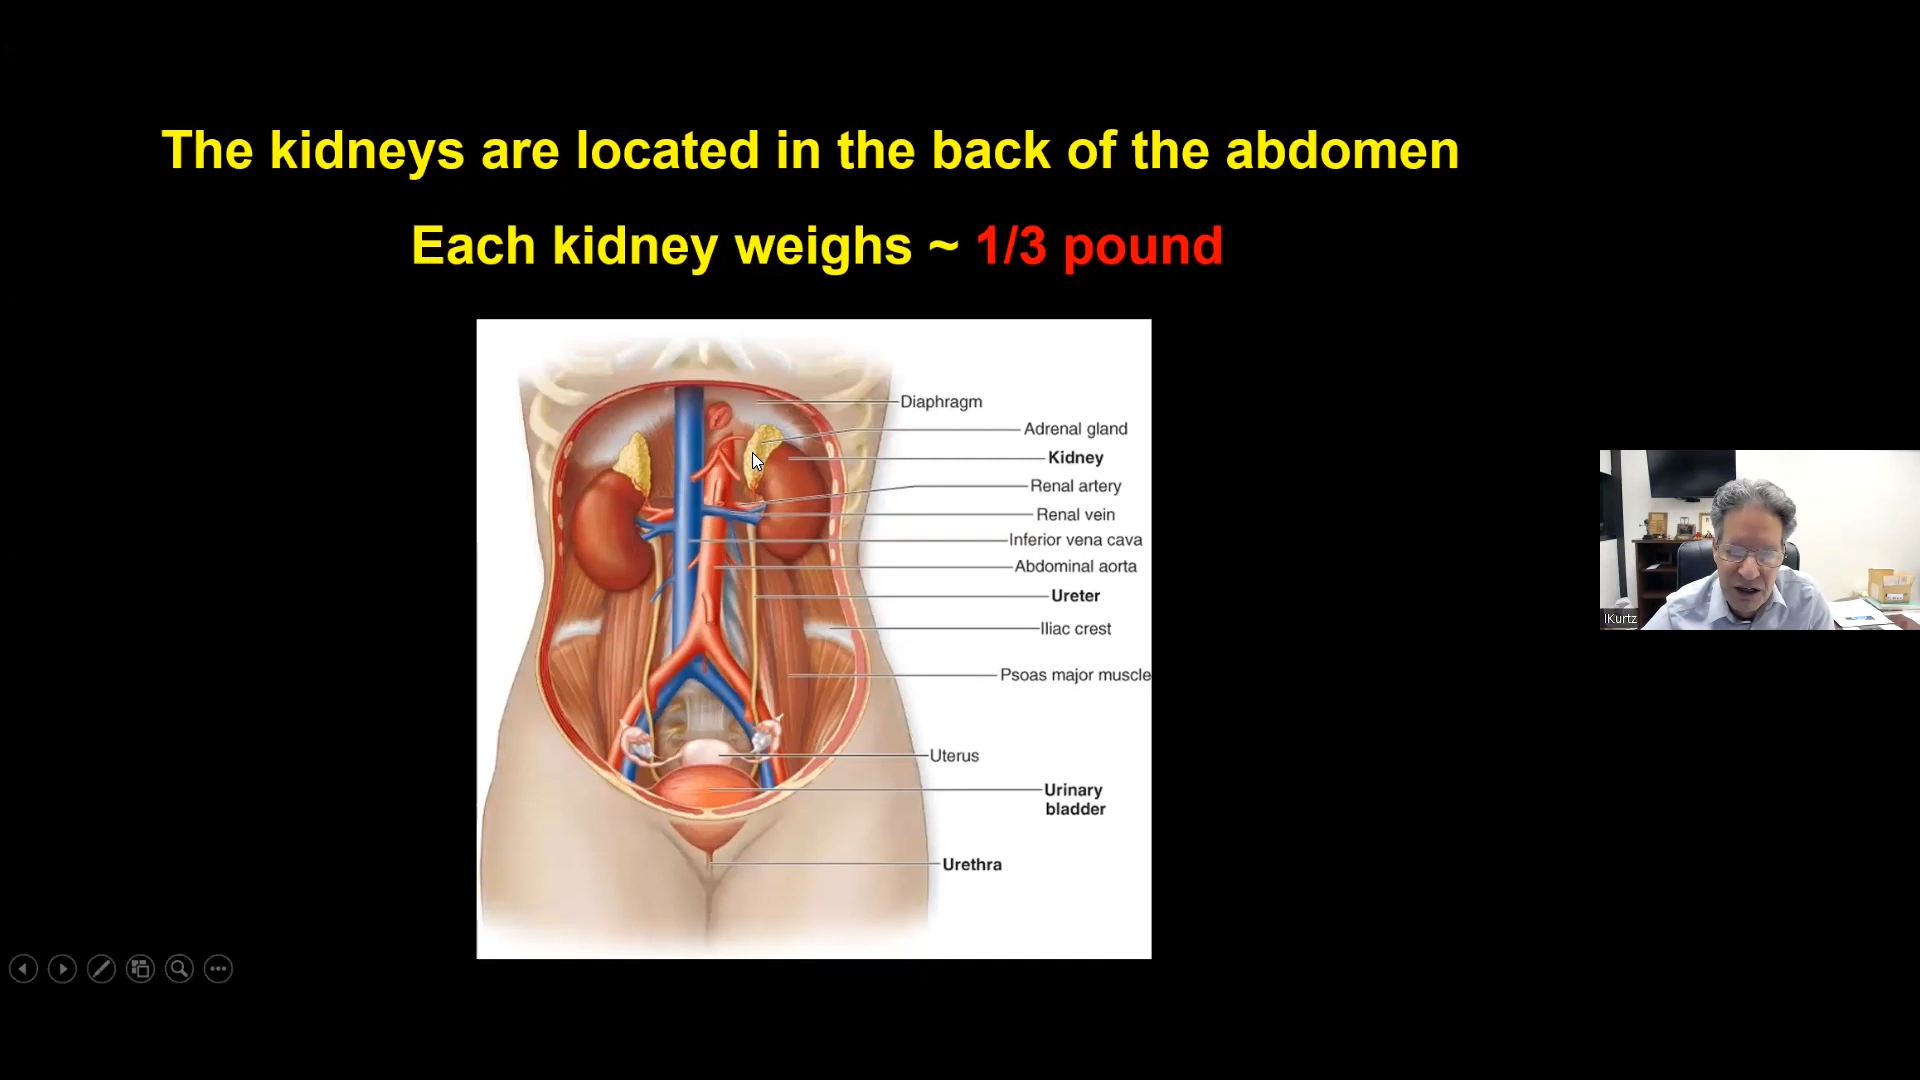 The kidneys are located in the back of the abdomen
Each kidney weighs ~ 1/3 pound
Diaphragm
Adrenal gland
Kidney
Renal artery
Renal vein
Inferior vena cava
Abdominal aorta
Ureter
Iliac crest
Psoas major muscle
Uterus
Urinary
bladder
Urethra
IKurtz